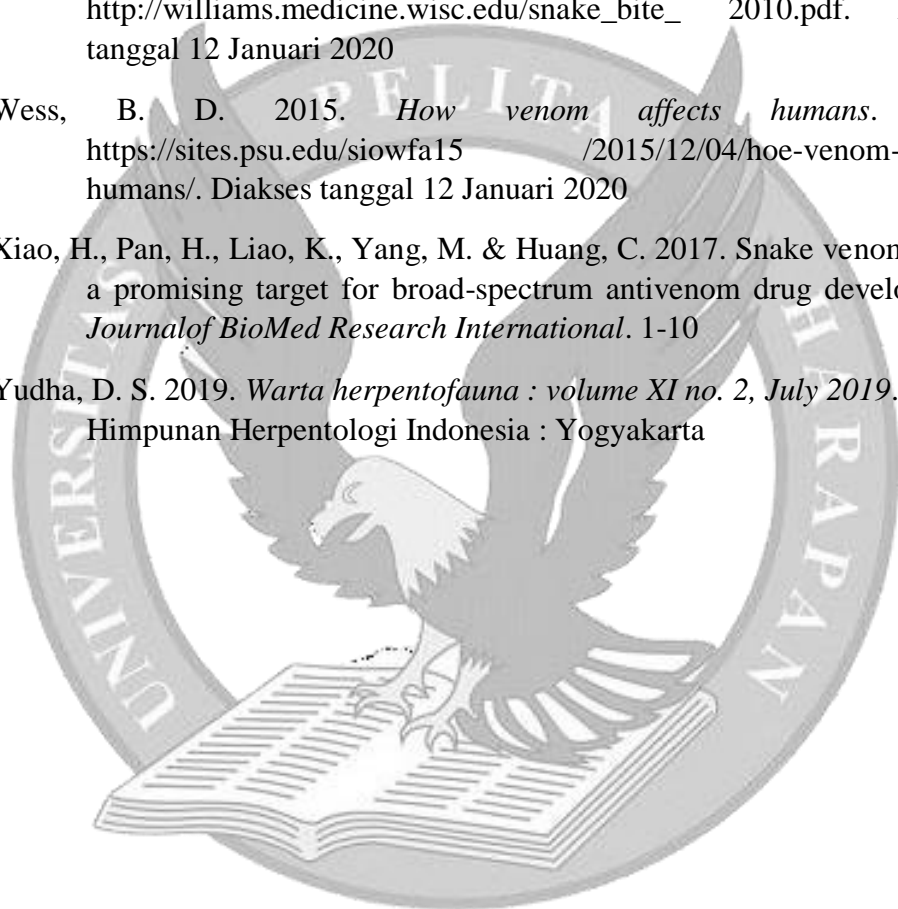 http://williams.medicine.wisc.edu/snake_bite_ 2010.pdf.
tanggal 12 Januari 2020
Wess, B. D. 2015. How venom affects humans.
https://sites.psu.edu/siowfa15 /2015/12/04/hoe-venom-
humans/. Diakses tanggal 12 Januari 2020
Xiao, H., Pan, H., Liao, K., Yang, M. & Huang, C. 2017. Snake venom
a promising target for broad-spectrum antivenom drug develo
Journalof BioMed Research International. 1-10
Yudha, D. S. 2019. Warta herpentofauna : volume XI no. 2, July 2019.
Himpunan Herpentologi Indonesia : Yogyakarta
UNIVERSITAS PELITA HARAPAN